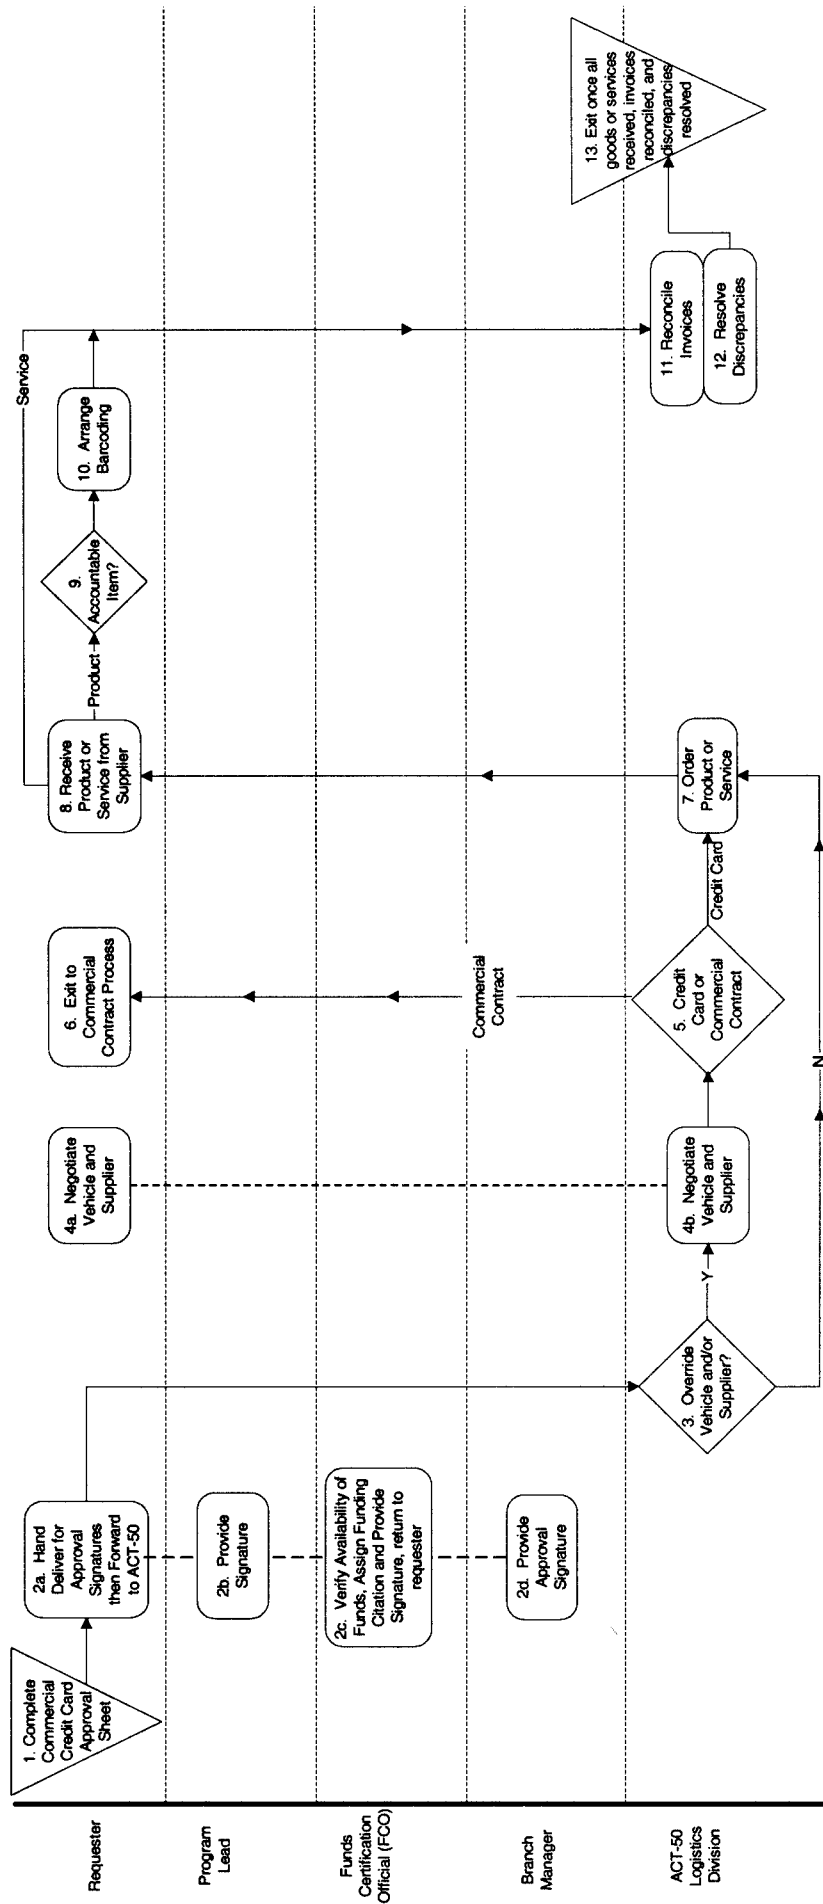 Requester
Program
Lead
Funds
Certification
Official (FCO)
Branch
Manager
ACT-50
Logistics
Division
1. Complete
Commercial
Credit Card
Approval
Sheet
2a. Hand
Deliver for
Approval
Signatures
then Forward
to ACT-50
2b. Provide
Signature
2c. Verify Availability of
Funds, Assign Funding
Citation and Provide
Signature, return to
requester
2d. Provide
Approval
Signature
3. Override
Vehicle and/or
Supplier?
Y
N
4a. Negotiate
Vehicle and
Supplier
4b. Negotiate
Vehicle and
Supplier
5. Credit
Card or
Commercial
Contract
Commercial
Contract
Credit Card
6. Exit to
Commercial
Contract Process
7. Order
Product or
Service
8. Receive
Product or
Service from
Supplier
Product
Service
9.
Accountable
Item?
10. Arrange
Barcoding
11. Reconcile
Invoices
12. Resolve
Discrepancies
13. Exit once all
goods or services
received, invoices
reconciled, and
discrepancies
resolved